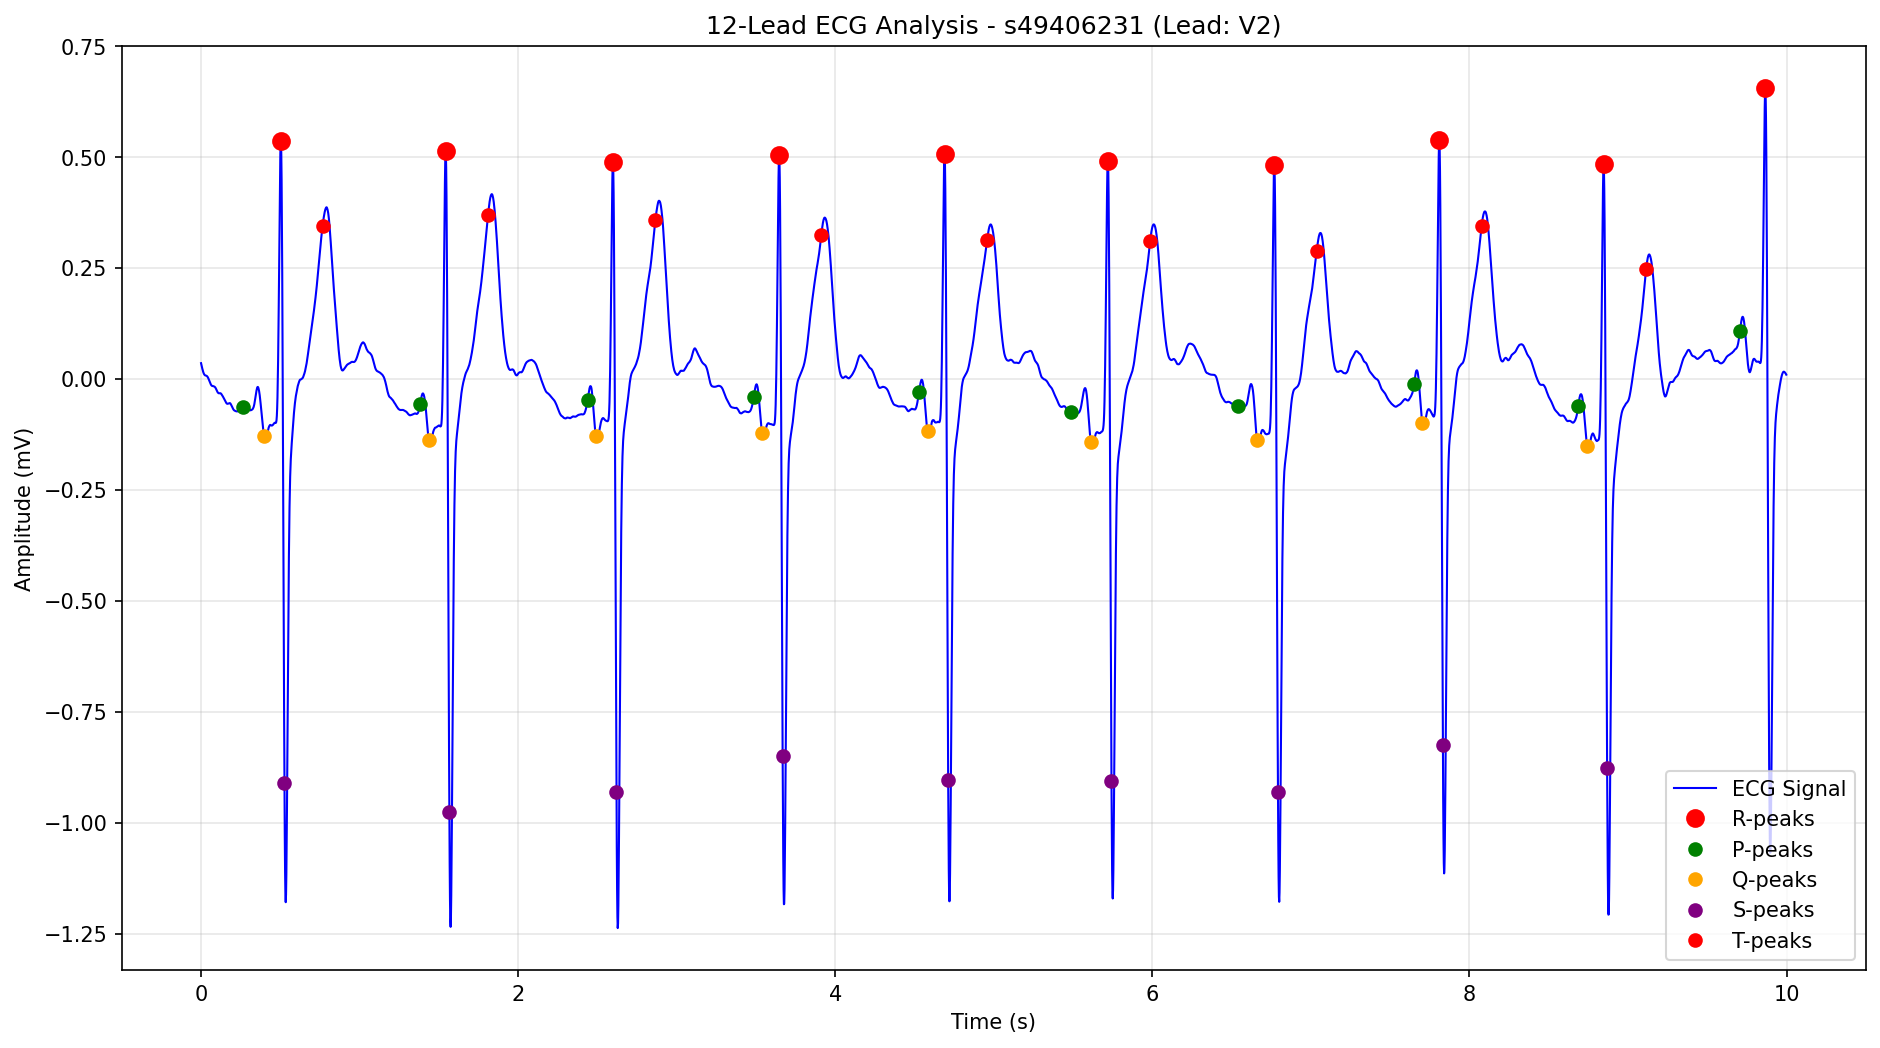 12-Lead ECG Analysis - s49406231 (Lead: V2)
0.75
0.50
0.25
0.00
−0.25
−0.50
−0.75
−1.00
−1.25
Amplitude (mV)
0 2 4 6 8 10
Time (s)
ECG Signal
R-peaks
P-peaks
Q-peaks
S-peaks
T-peaks